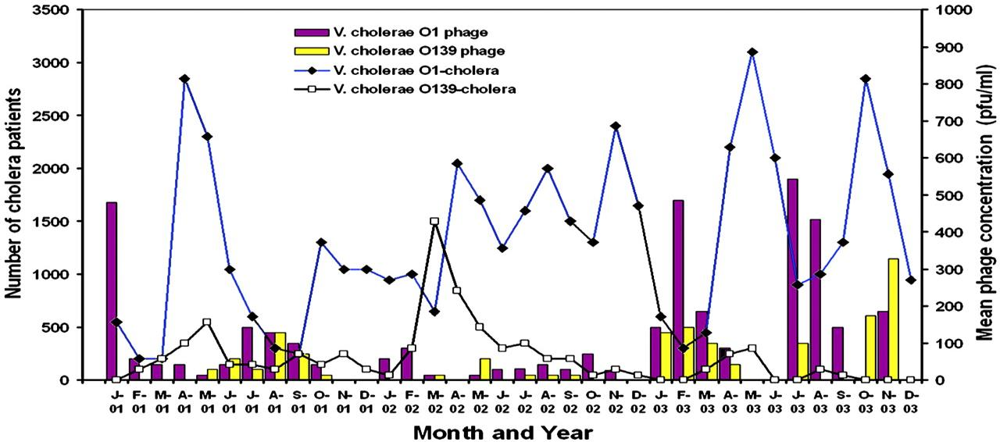 3500
3000
2500
2000
1500
1000
500
0
Number of cholera patients
V. cholerae O1 phage
V. cholerae O139 phage
V. cholerae O1-cholera
V. cholerae O139-cholera
1000
900
800
700
600
500
400
300
200
100
0
Mean phage concentration (pfu/ml)
J- F- M- A- M- J- J- A- S- O- N- D- J- F- M- A- M- J- J- A- S- O- N- D- J- F- M- A- M- J- J- A- S- O- N- D-
01 01 01 01 01 01 01 01 01 01 01 01 02 02 02 02 02 02 02 02 02 02 02 02 03 03 03 03 03 03 03 03 03 03 03 03
Month and Year